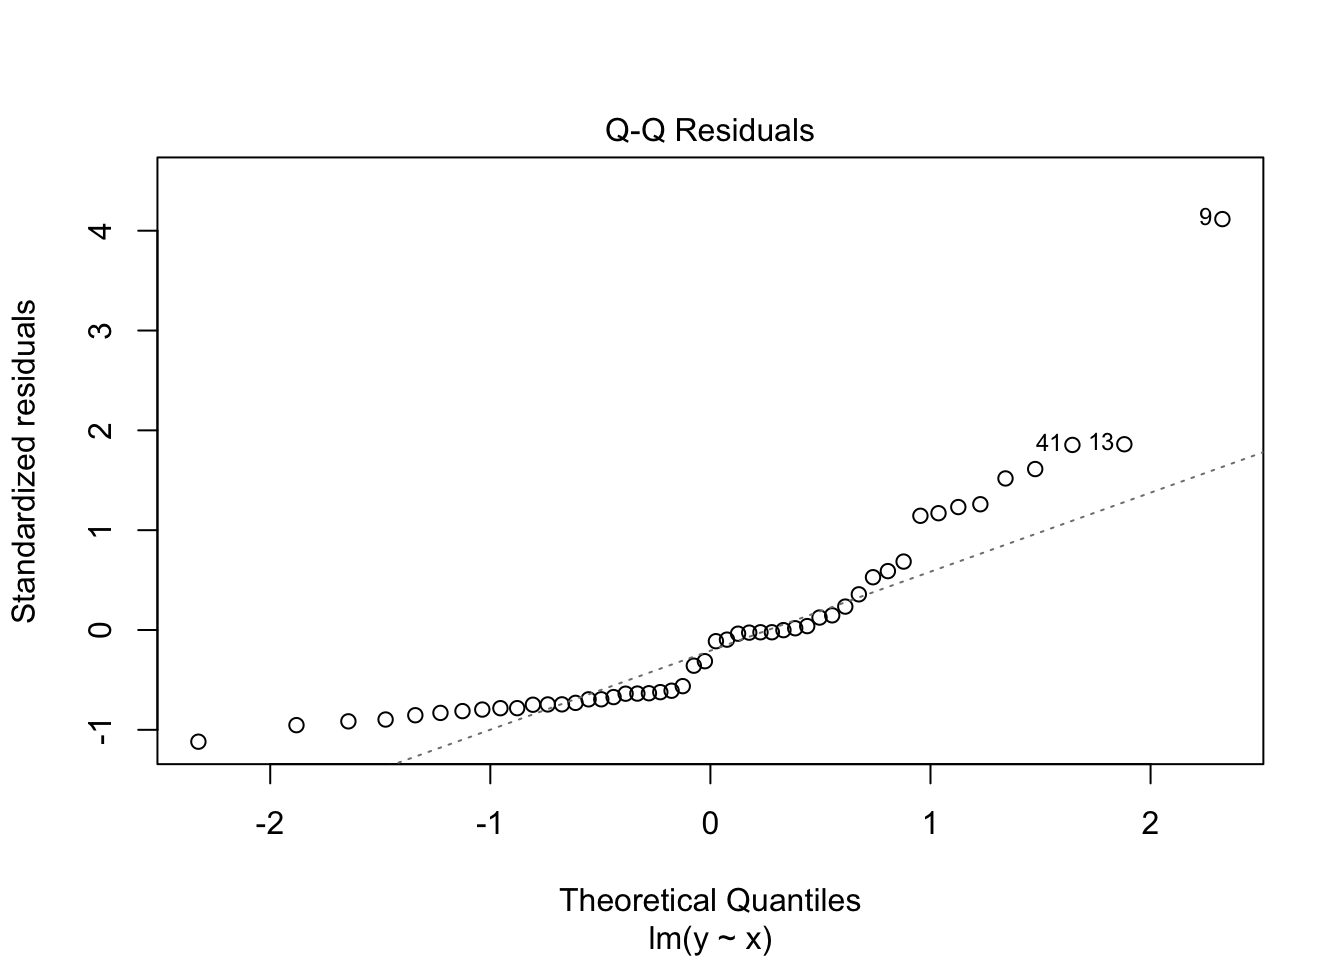 Q-Q Residuals
Standardized residuals
4
3
2
1
0
-1
9
41
13
-2 -1 0 1 2
Theoretical Quantiles
lm(y ~ x)